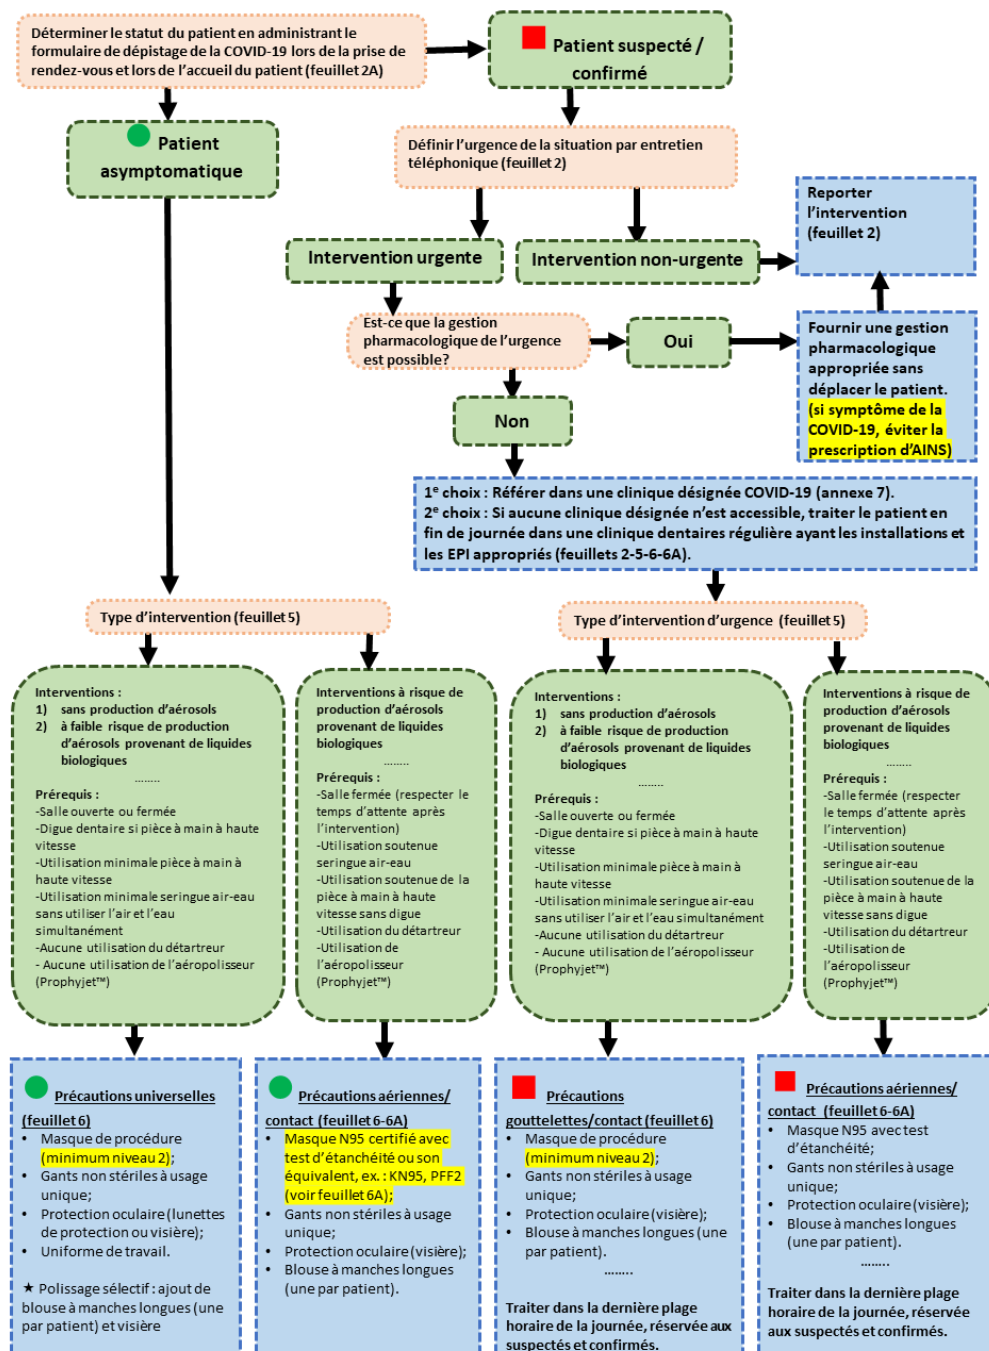 Déterminer le statut du patient en administrant
le formulaire de dépistage de la COVID-19 lors de la prise de
rendez-vous et lors de l'accueil du patient (feuillet 2A)
Patient suspecté /
confirmé
Patient
asymptomatique
Définir l'urgence de la situation par entretien
téléphonique (feuillet 2)
Reporter
l'intervention
(feuillet 2)
Intervention urgente
Intervention non-urgente
Est-ce que la gestion
pharmacologique de l'urgence
est possible?
Oui
Fournir une gestion
pharmacologique
appropriée sans
déplacer le patient.
(si symptôme de la
COVID-19, éviter la
prescription d'AINS)
Non
1e choix : Référer dans une clinique désignée COVID-19 (annexe 7).
2e choix : Si aucune clinique désignée n'est accessible, traiter le patient en
fin de journée dans une clinique dentaires régulière ayant les installations et
les EPI appropriés (feuillets 2-5-6-6A).
Type d'intervention (feuillet 5)
Type d'intervention d'urgence (feuillet 5)
Interventions :
1) sans production d'aérosols
2) à faible risque de production
d'aérosols provenant de liquides
biologiques
........
Prérequis :
-Salle ouverte ou fermée
-Digue dentaire si pièce à main à haute
vitesse
-Utilisation minimale pièce à main à
haute vitesse
-Utilisation minimale seringue air-eau
sans utiliser l'air et l'eau
simultanément
-Aucune utilisation du détartreur
- Aucune utilisation de l'aéropolisseur
(Prophyjet™)
Interventions à risque de
production d'aérosols
provenant de liquides
biologiques
........
Prérequis :
-Salle fermée (respecter le
temps d'attente après
l'intervention)
-Utilisation soutenue
seringue air-eau
-Utilisation soutenue de la
pièce à main à haute
vitesse sans digue
-Utilisation du détartreur
-Utilisation de
l'aéropolisseur
(Prophyjet™)
Interventions :
1) sans production d'aérosols
2) à faible risque de production
d'aérosols provenant de liquides
biologiques
........
Prérequis :
-Salle ouverte ou fermée
-Digue dentaire si pièce à main à haute
vitesse
-Utilisation minimale pièce à main à
haute vitesse
-Utilisation minimale seringue air-eau
sans utiliser l'air et l'eau simultanément
-Aucune utilisation du détartreur
- Aucune utilisation de l'aéropolisseur
(Prophyjet™)
Interventions à risque de
production d'aérosols
provenant de liquides
biologiques
........
Prérequis :
-Salle fermée (respecter
le temps d'attente après
l'intervention)
-Utilisation soutenue
seringue air-eau
-Utilisation soutenue de la
pièce à main à haute
vitesse sans digue
-Utilisation du détartreur
-Utilisation de
l'aéropolisseur
(Prophyjet™)
Précautions universelles
(feuillet 6)
• Masque de procédure
(minimum niveau 2);
• Gants non stériles à usage
unique;
• Protection oculaire (lunettes
de protection ou visière);
• Uniforme de travail.
★ Polissage sélectif : ajout de
blouse à manches longues (une
par patient) et visière
Précautions aériennes/
contact (feuillet 6-6A)
• Masque N95 certifié avec
test d'étanchéité ou son
équivalent, ex. : KN95, PFF2
(voir feuillet 6A);
• Gants non stériles à usage
unique;
• Protection oculaire (visière);
• Blouse à manches longues
(une par patient).
Précautions
gouttelettes/contact (feuillet 6)
• Masque de procédure
(minimum niveau 2);
• Gants non stériles à usage
unique;
• Protection oculaire (visière);
• Blouse à manches longues (une
par patient).
........
Traiter dans la dernière plage
horaire de la journée, réservée aux
suspectés et confirmés.
Précautions aériennes/
contact (feuillet 6-6A)
• Masque N95 avec test
d'étanchéité;
• Gants non stériles à usage
unique;
• Protection oculaire (visière);
• Blouse à manches longues
(une par patient).
........
Traiter dans la dernière plage
horaire de la journée, réservée
aux suspectés et confirmés.